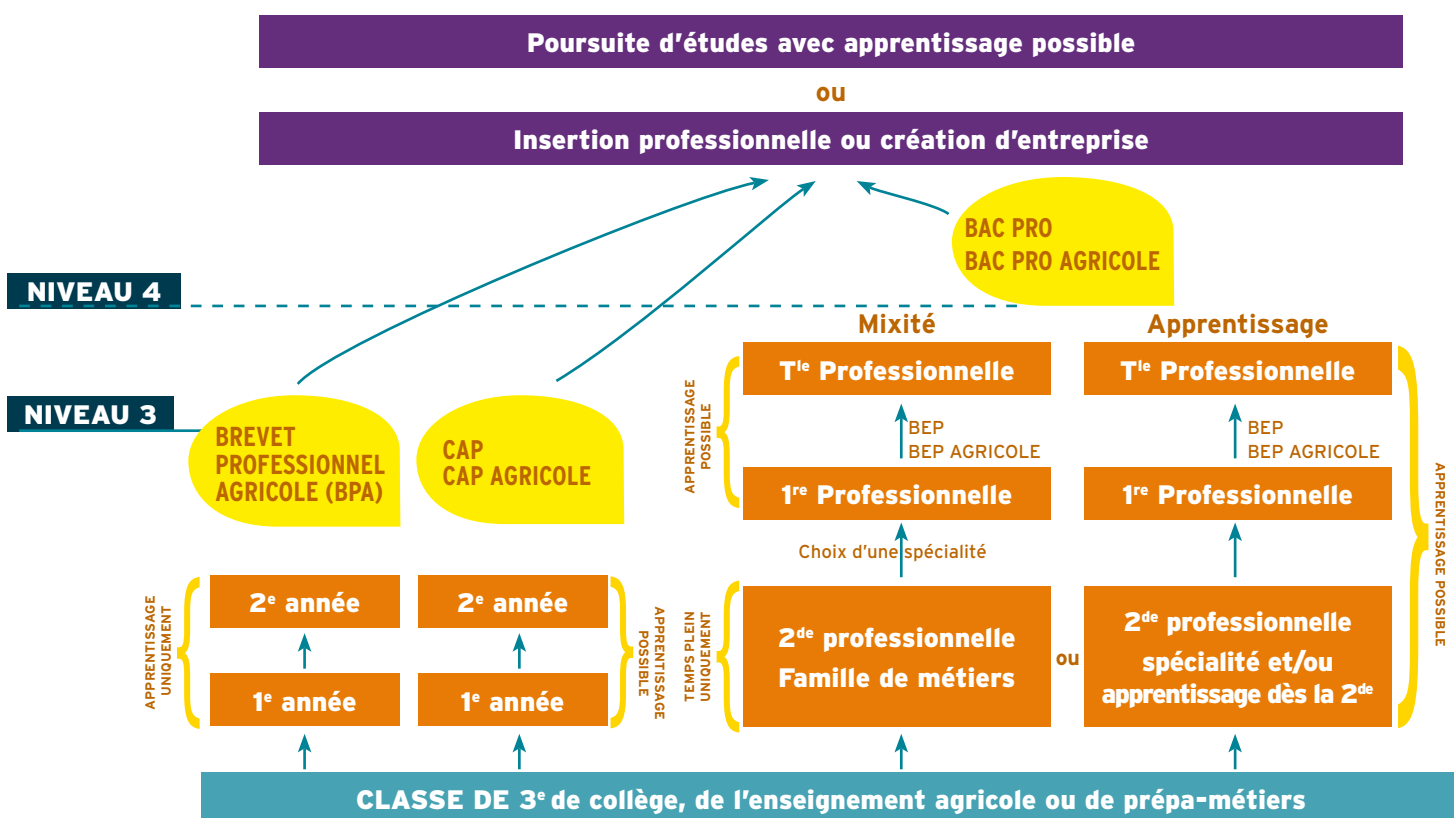 Poursuite d'études avec apprentissage possible
ou
Insertion professionnelle ou création d'entreprise
BAC PRO
BAC PRO AGRICOLE
NIVEAU 4
Mixité
Apprentissage
Tle Professionnelle
Tle Professionnelle
APPRENTISSAGE
POSSIBLE
NIVEAU 3
BREVET
PROFESSIONNEL
AGRICOLE (BPA)
CAP
CAP AGRICOLE
BEP
BEP AGRICOLE
BEP
BEP AGRICOLE
1re Professionnelle
1re Professionnelle
APPRENTISSAGE POSSIBLE
Choix d'une spécialité
APPRENTISSAGE
UNIQUEMENT
2e année
2e année
1e année
1e année
APPRENTISSAGE
POSSIBLE
TEMPS PLEIN
UNIQUEMENT
2de professionnelle
Famille de métiers
ou
2de professionnelle
spécialité et/ou
apprentissage dès la 2de
CLASSE DE 3e de collège, de l'enseignement agricole ou de prépa-métiers